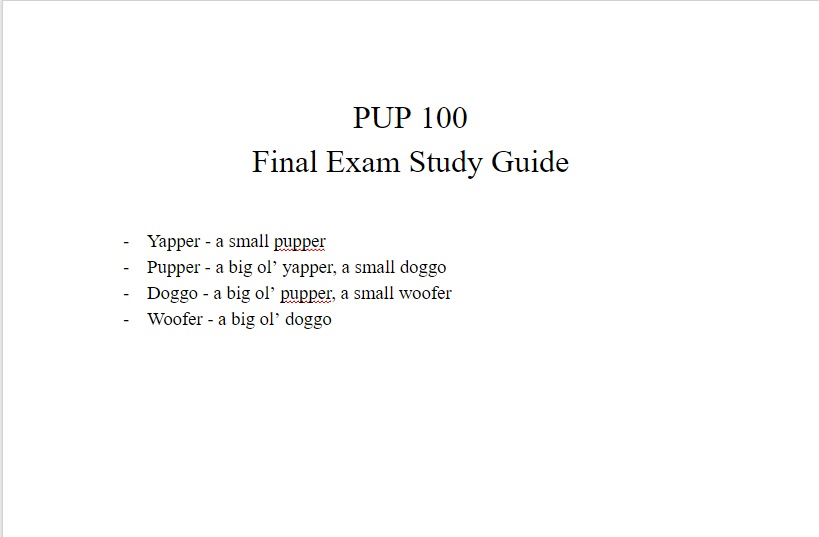 PUP 100
Final Exam Study Guide
- Yapper - a small pupper
- Pupper - a big ol’ yapper, a small doggo
- Doggo - a big ol’ pupper, a small woofer
- Woofer - a big ol’ doggo